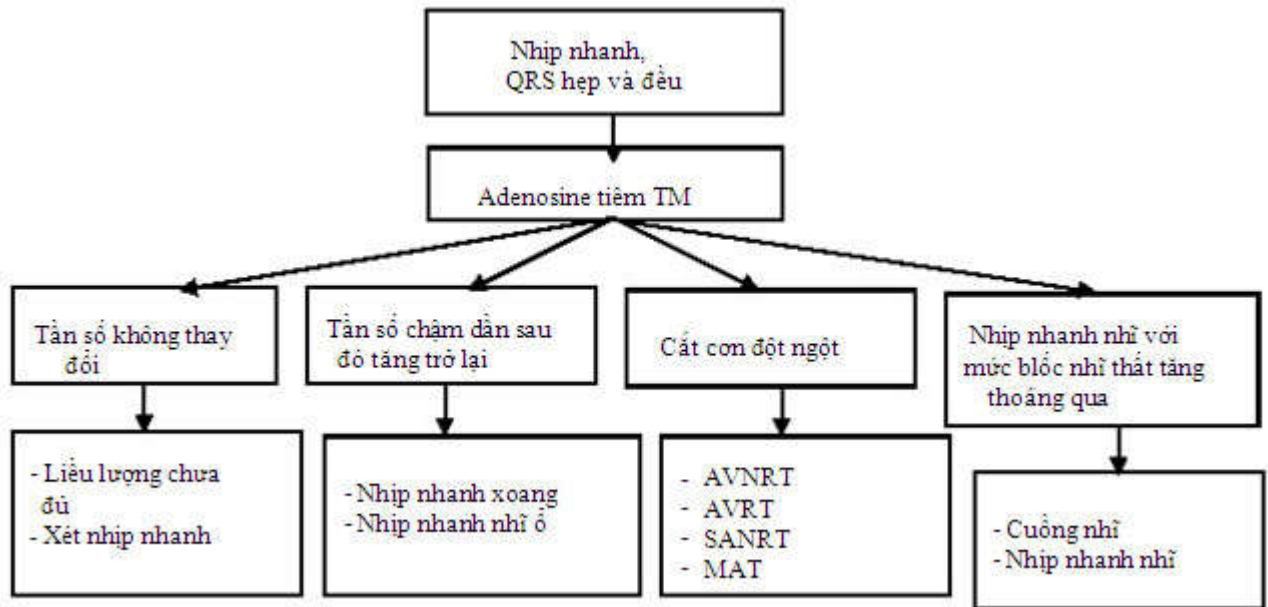 Nhịp nhanh,
QRS hẹp và đều
Adenosine tiêm TM
Tần số không thay
đổi
Tần số chậm dần sau
đó tăng trở lại
Cắt cơn đột ngột
Nhịp nhanh nhĩ với
mức blốc nhĩ thất tăng
thoáng qua
- Liều lượng chưa
đủ
- Xét nhịp nhanh
- Nhịp nhanh xoang
- Nhịp nhanh nhĩ ổ
- AVNRT
- AVRT
- SANRT
- MAT
- Cuồng nhĩ
- Nhịp nhanh nhĩ